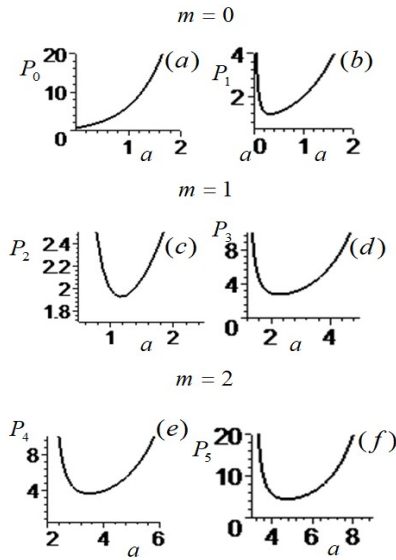 m = 0
P0 20 10 0 1 2 a (a)
P1 4 2 a 0 1 a 2 (b)
m = 1
P2 2.4 2.2 2 1.8 1 2 a (c)
P3 8 4 0 2 a 4 (d)
m = 2
P4 8 4 2 4 6 a (e)
P5 20 10 0 4 6 8 a (f)